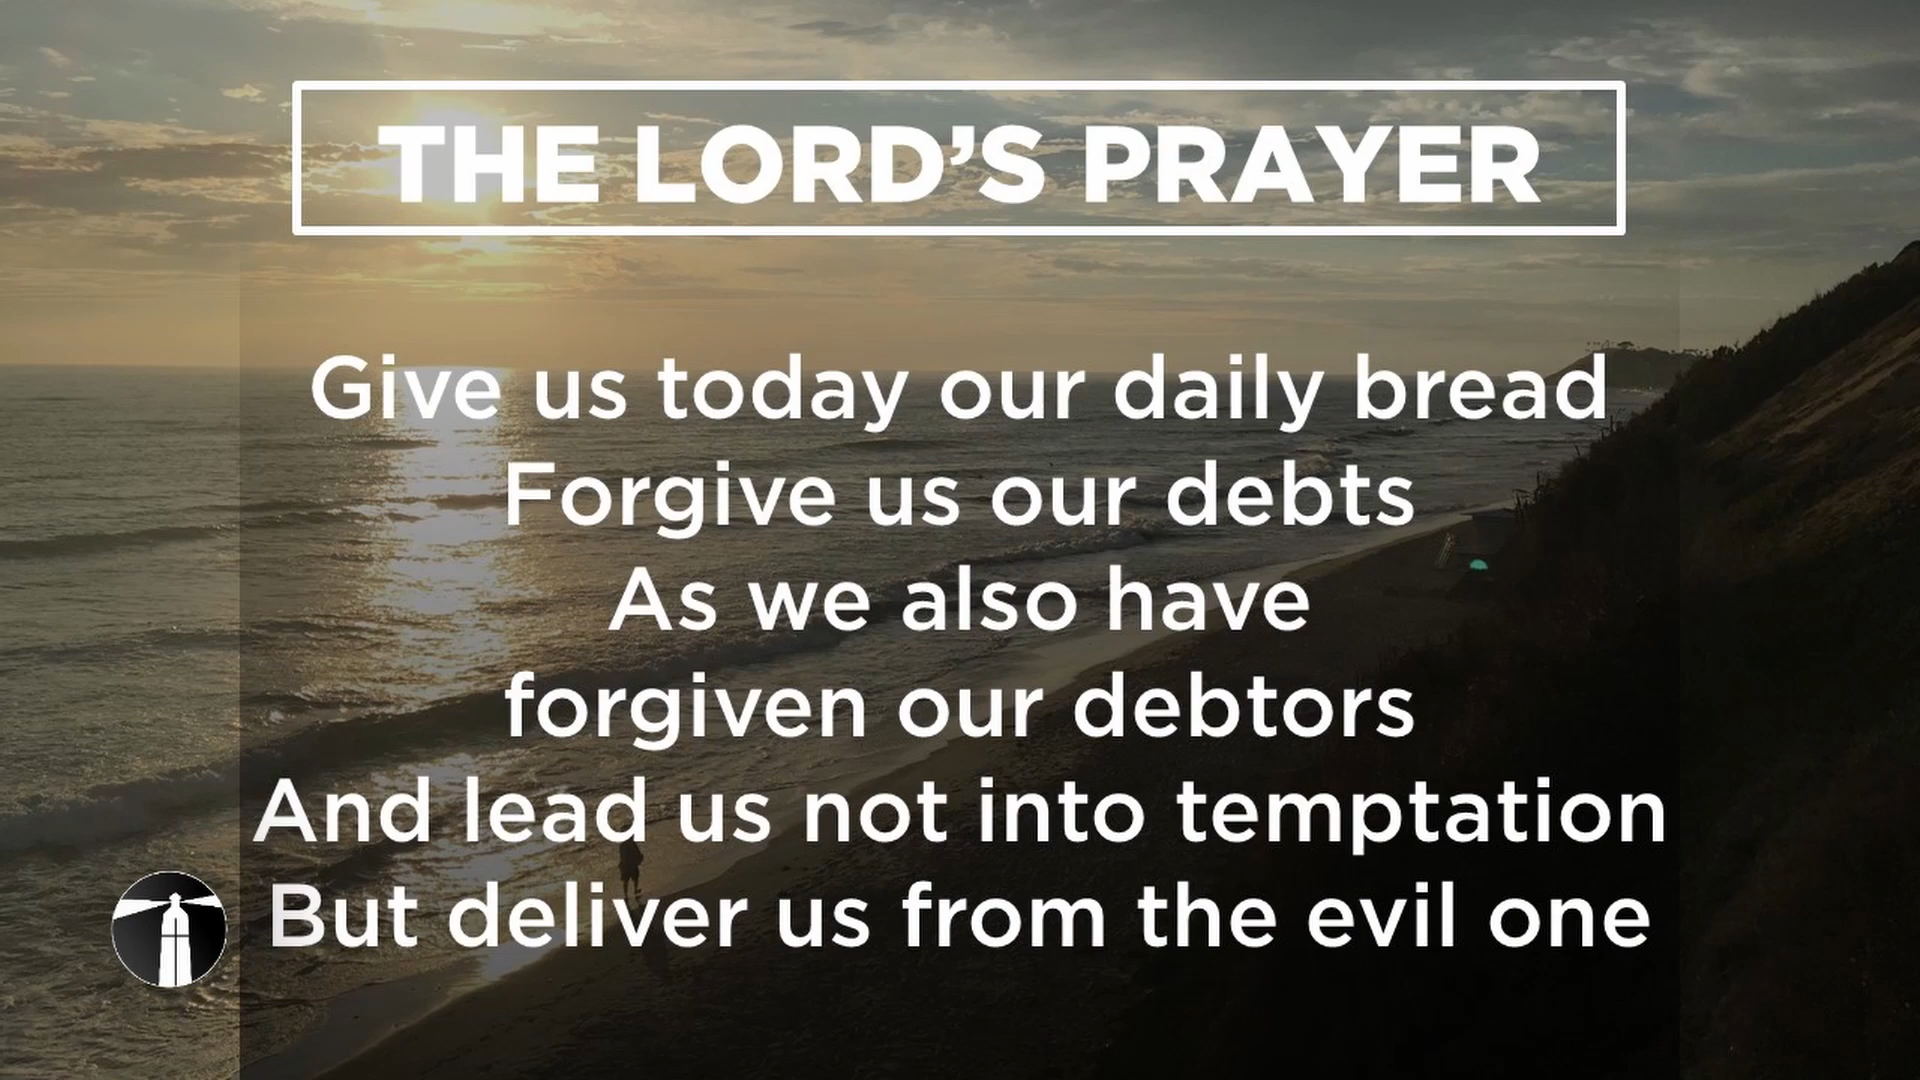 THE LORD’S PRAYER
Give us today our daily bread
Forgive us our debts
As we also have
forgiven our debtors
And lead us not into temptation
But deliver us from the evil one